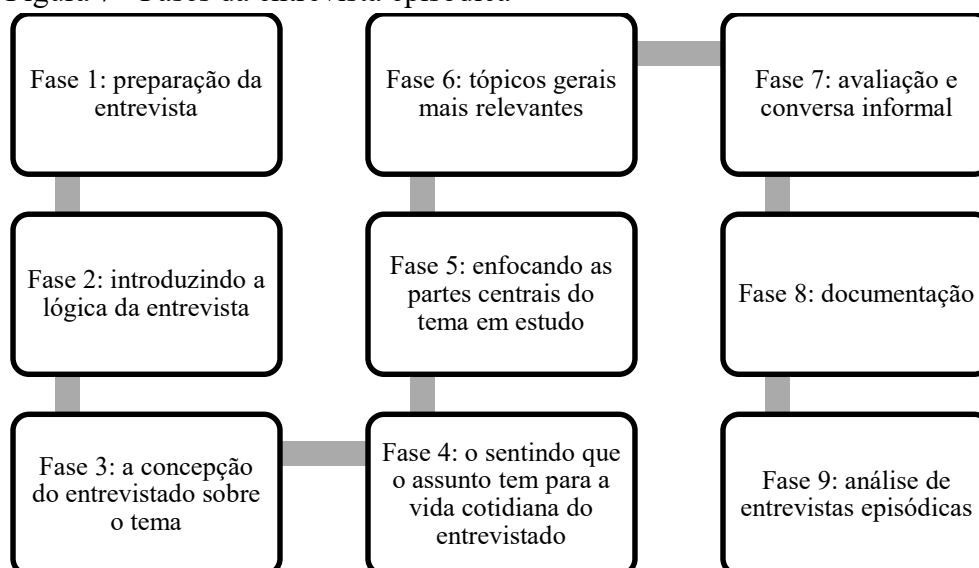 Figura 7 - Fases da entrevista episódica
Fase 1: preparação da
entrevista
Fase 2: introduzindo a
lógica da entrevista
Fase 3: a concepção
do entrevistado sobre
o tema
Fase 4: o sentindo que
o assunto tem para a
vida cotidiana do
entrevistado
Fase 5: enfocando as
partes centrais do
tema em estudo
Fase 6: tópicos gerais
mais relevantes
Fase 7: avaliação e
conversa informal
Fase 8: documentação
Fase 9: análise de
entrevistas episódicas